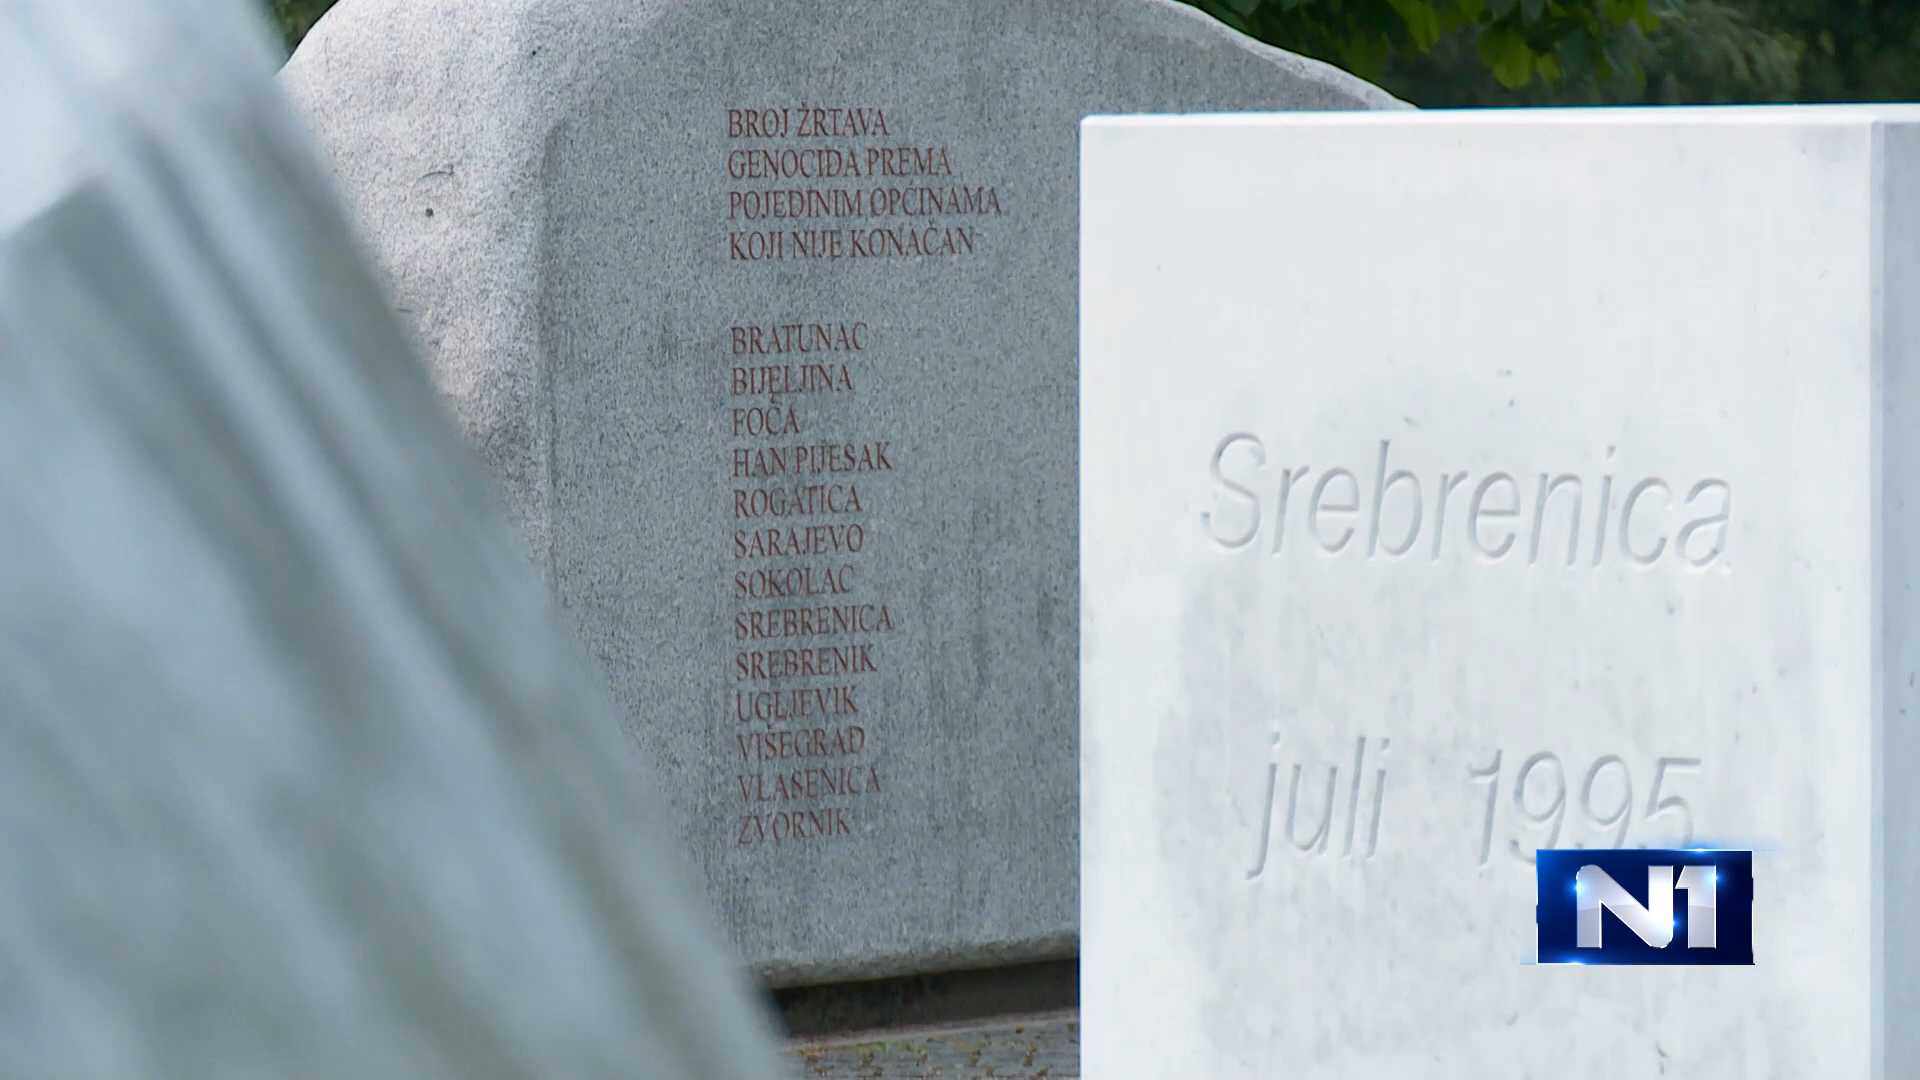 BROJ ŽRTAVA
GENOCIDA PREMA
POJEDINIM OPĆINAMA
KOJI NIJE KONAČAN
BRATUNAC
BIJELJINA
FOČA
HAN PIJESAK
ROGATICA
SARAJEVO
SOKOLAC
SREBRENICA
SREBRENIK
UGLJEVIK
VIŠEGRAD
VLASENICA
ZVORNIK
Srebrenica
juli 1995
N1